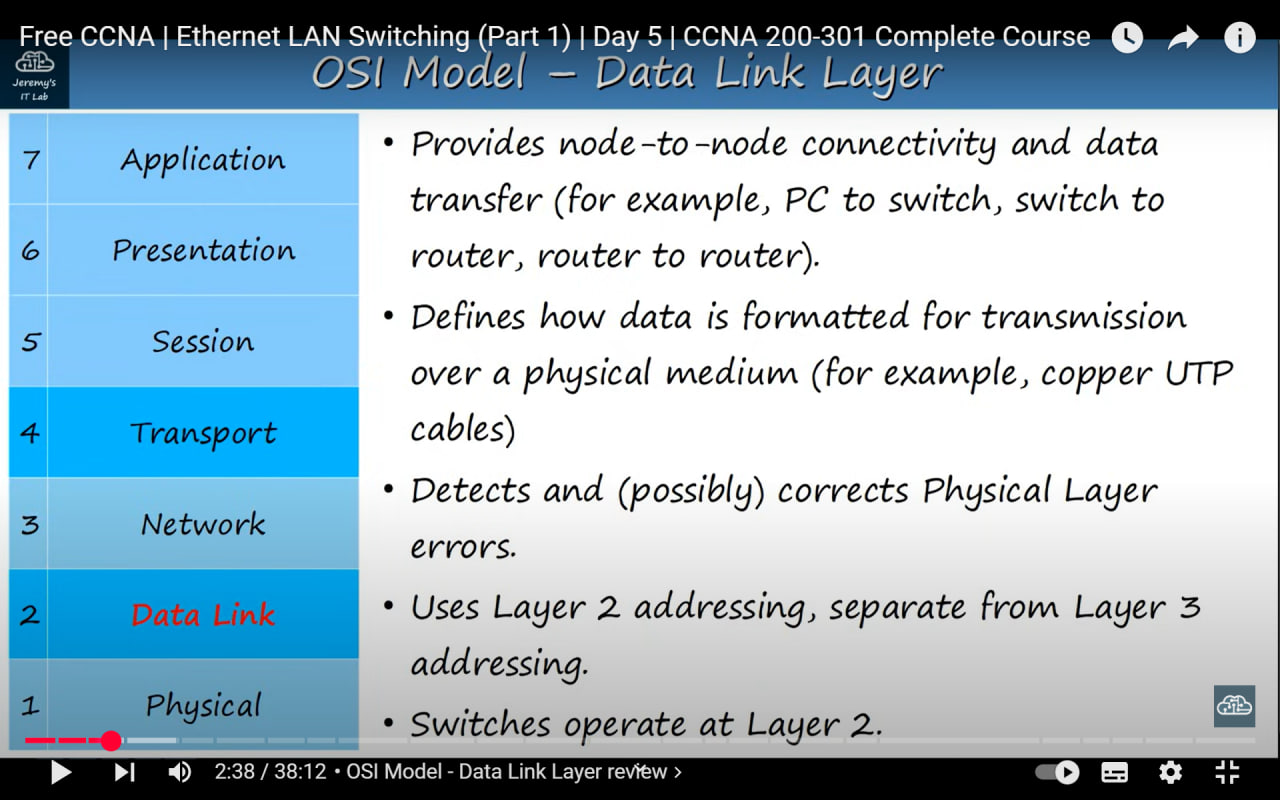 Free CCNA | Ethernet LAN Switching (Part 1) | Day 5 | CCNA 200-301 Complete Course
Jeremy's
IT Lab
OSI Model – Data Link Layer
7 Application
6 Presentation
5 Session
4 Transport
3 Network
2 Data Link
1 Physical
• Provides node-to-node connectivity and data
transfer (for example, PC to switch, switch to
router, router to router).
• Defines how data is formatted for transmission
over a physical medium (for example, copper UTP
cables)
• Detects and (possibly) corrects Physical Layer
errors.
• Uses Layer 2 addressing, separate from Layer 3
addressing.
• Switches operate at Layer 2.
2:38 / 38:12 • OSI Model - Data Link Layer review >